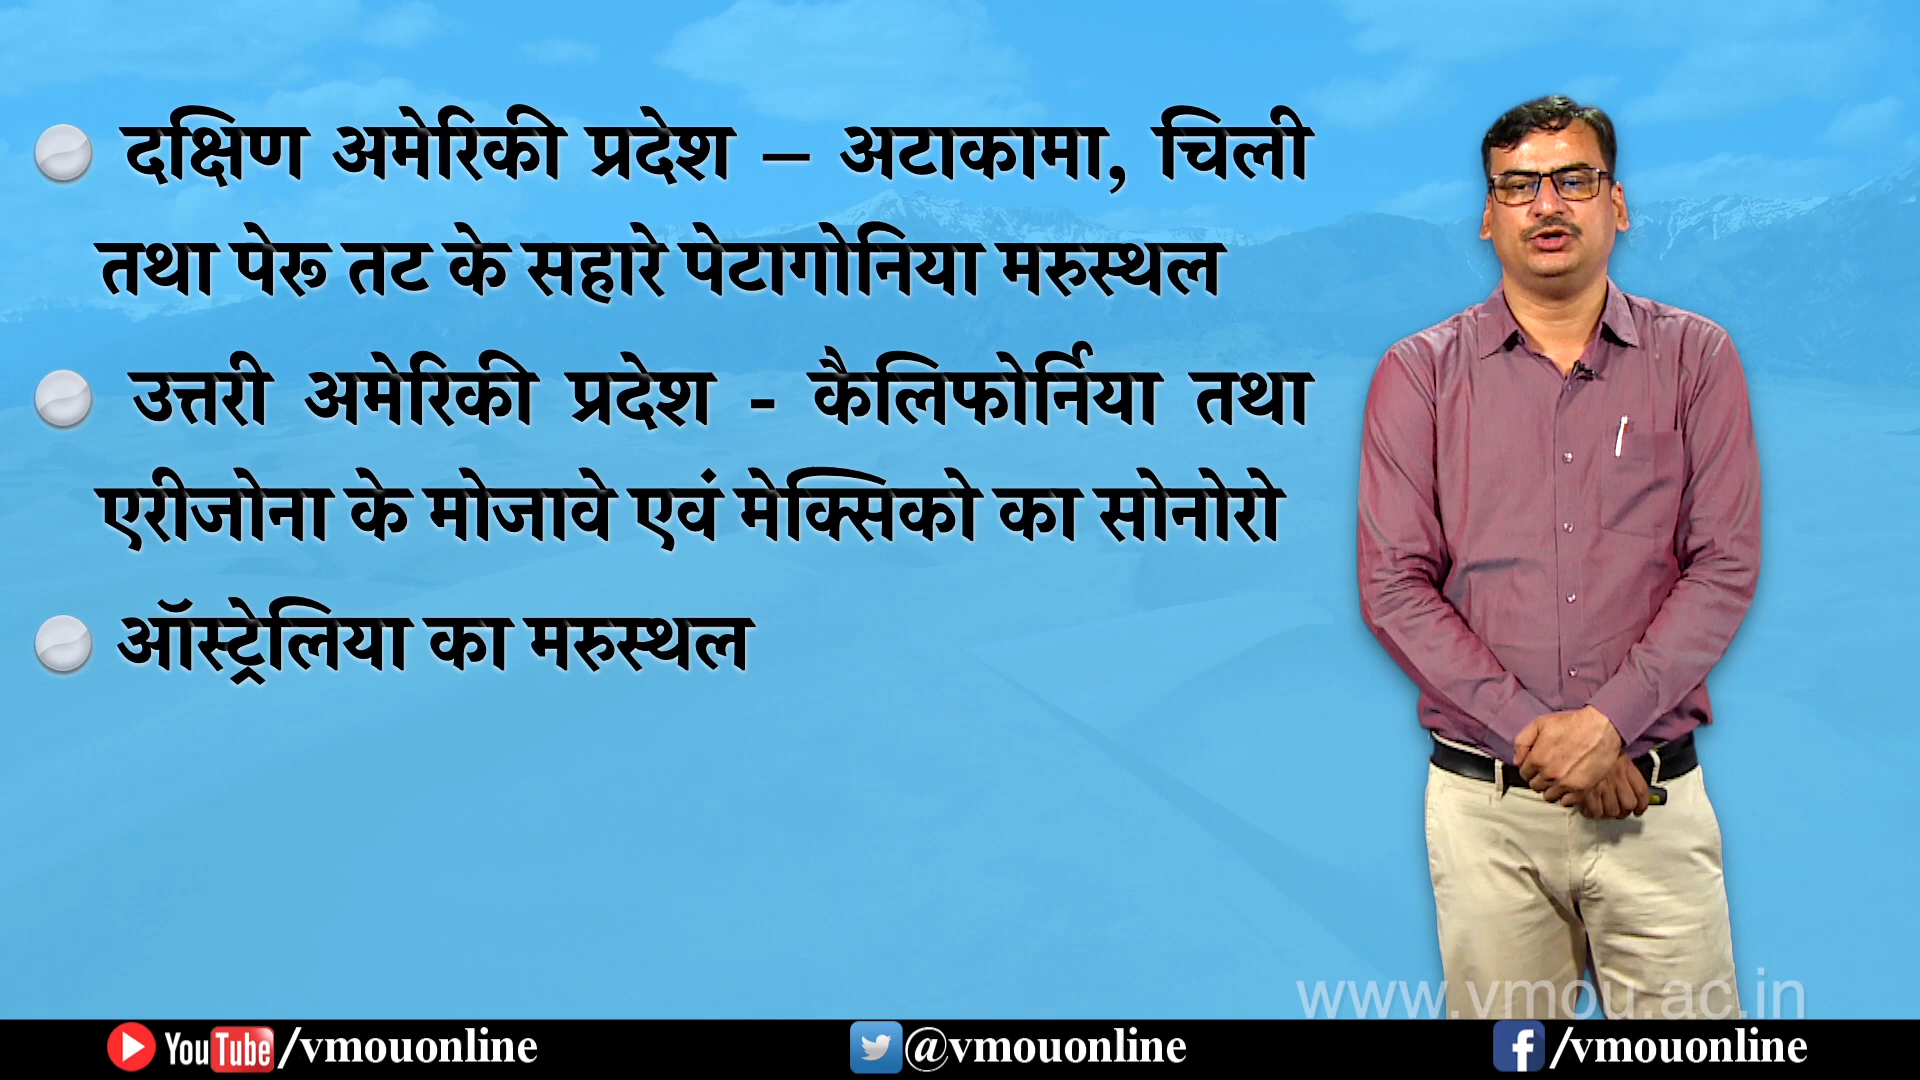 दक्षिण अमेरिकी प्रदेश – अटाकामा, चिली
तथा पेरू तट के सहारे पेटागोनिया मरुस्थल
उत्तरी अमेरिकी प्रदेश - कैलिफोर्निया तथा
एरीजोना के मोजावे एवं मेक्सिको का सोनोरो
ऑस्ट्रेलिया का मरुस्थल
www.vmou.ac.in
YouTube/vmouonline
@vmouonline
f/vmouonline